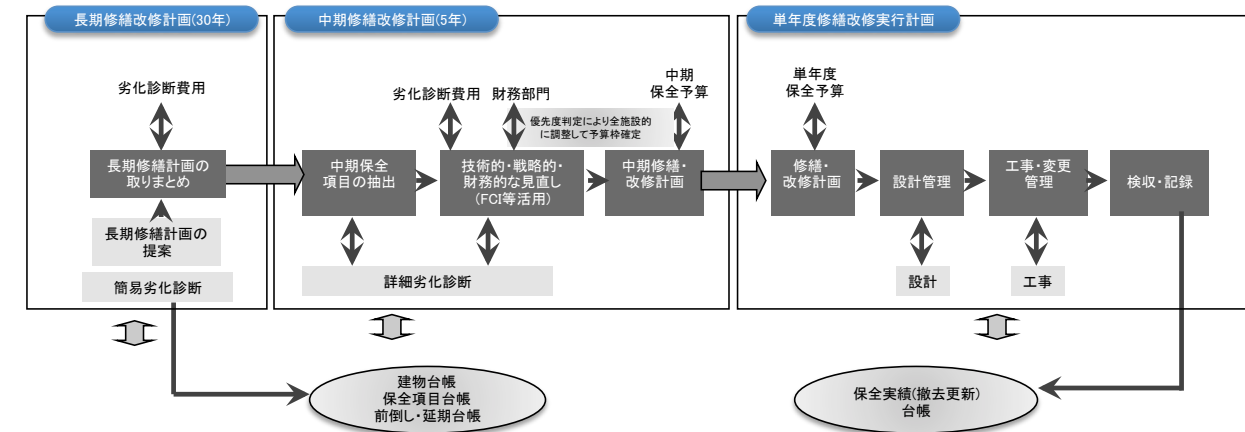 長期修繕改修計画(30年)
劣化診断費用
長期修繕計画の
取りまとめ
長期修繕計画の
提案
簡易劣化診断
中期修繕改修計画(5年)
劣化診断費用
財務部門
中期
保全予算
優先度判定により全施設的
に調整して予算枠確定
中期保全
項目の抽出
技術的・戦略的・
財務的な見直し
(FCI等活用)
中期修繕・
改修計画
詳細劣化診断
単年度修繕改修実行計画
単年度
保全予算
修繕・
改修計画
設計管理
工事・変更
管理
検収・記録
設計
工事
建物台帳
保全項目台帳
前倒し・延期台帳
保全実績(撤去更新)
台帳